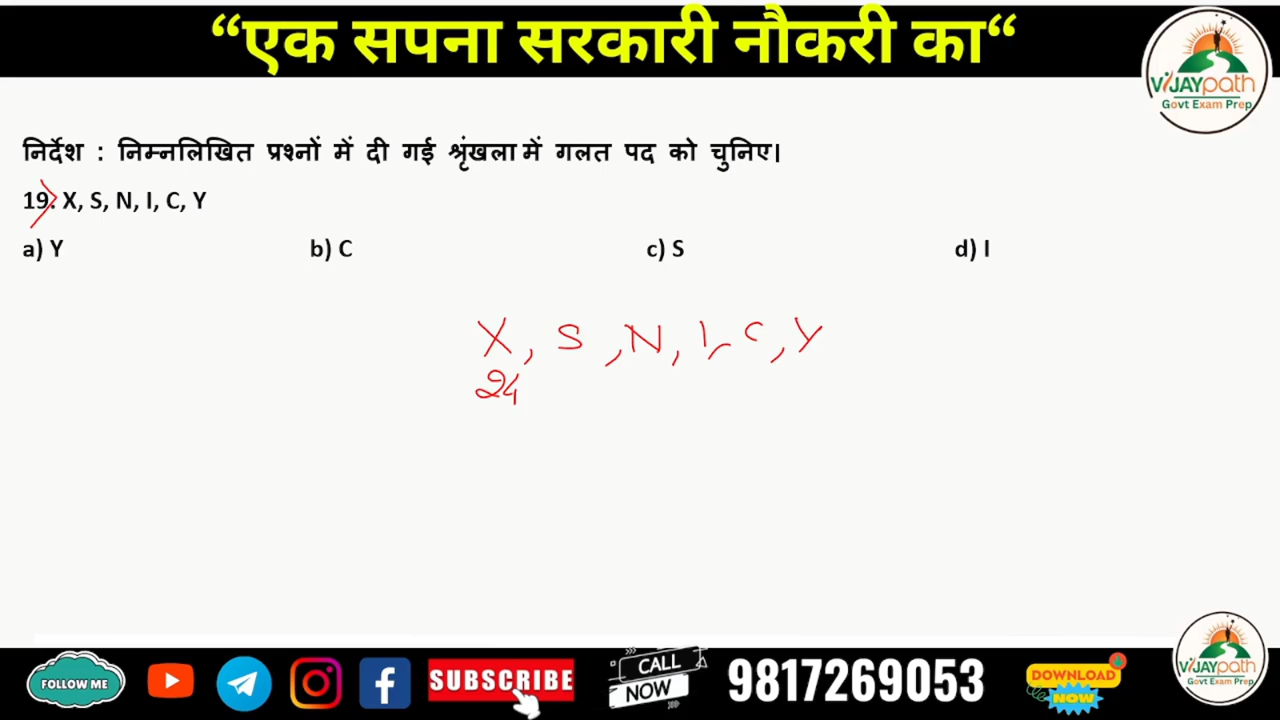 “एक सपना सरकारी नौकरी का“
VIJAYpath
Govt Exam Prep
निर्देश : निम्नलिखित प्रश्नों में दी गई श्रृंखला में गलत पद को चुनिए।
19. X, S, N, I, C, Y
a) Y b) C c) S d) I
X, S, N, I, C, Y
24
FOLLOW ME
SUBSCRIBE
CALL NOW
9817269053
DOWNLOAD NOW
VIJAYpath
Govt Exam Prep